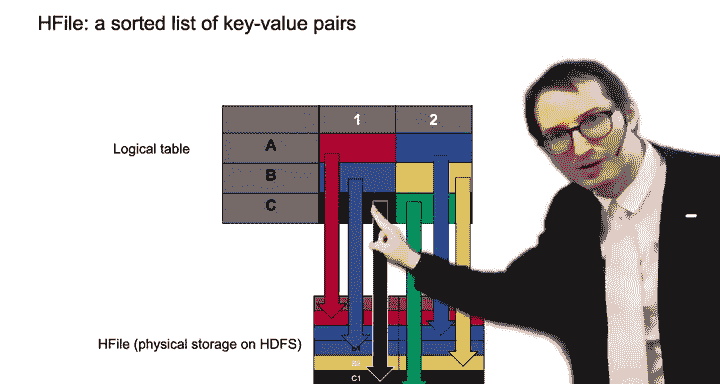 HFile: a sorted list of key-value pairs
1 2
Logical table
A
B
C
HFile (physical storage on HDFS)
C1